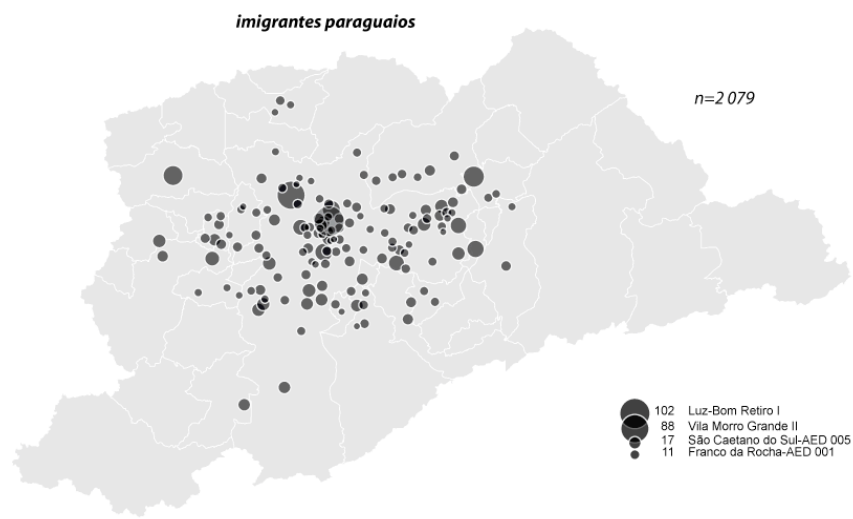 imigrantes paraguaios
n=2 079
102 Luz-Bom Retiro I
88 Vila Morro Grande II
17 São Caetano do Sul-AED 005
11 Franco da Rocha-AED 001